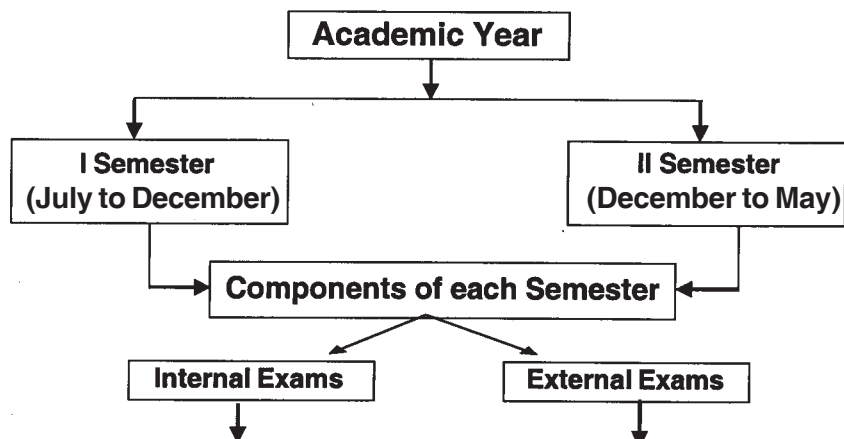 Academic Year
I Semester
(July to December)
II Semester
(December to May)
Components of each Semester
Internal Exams
External Exams